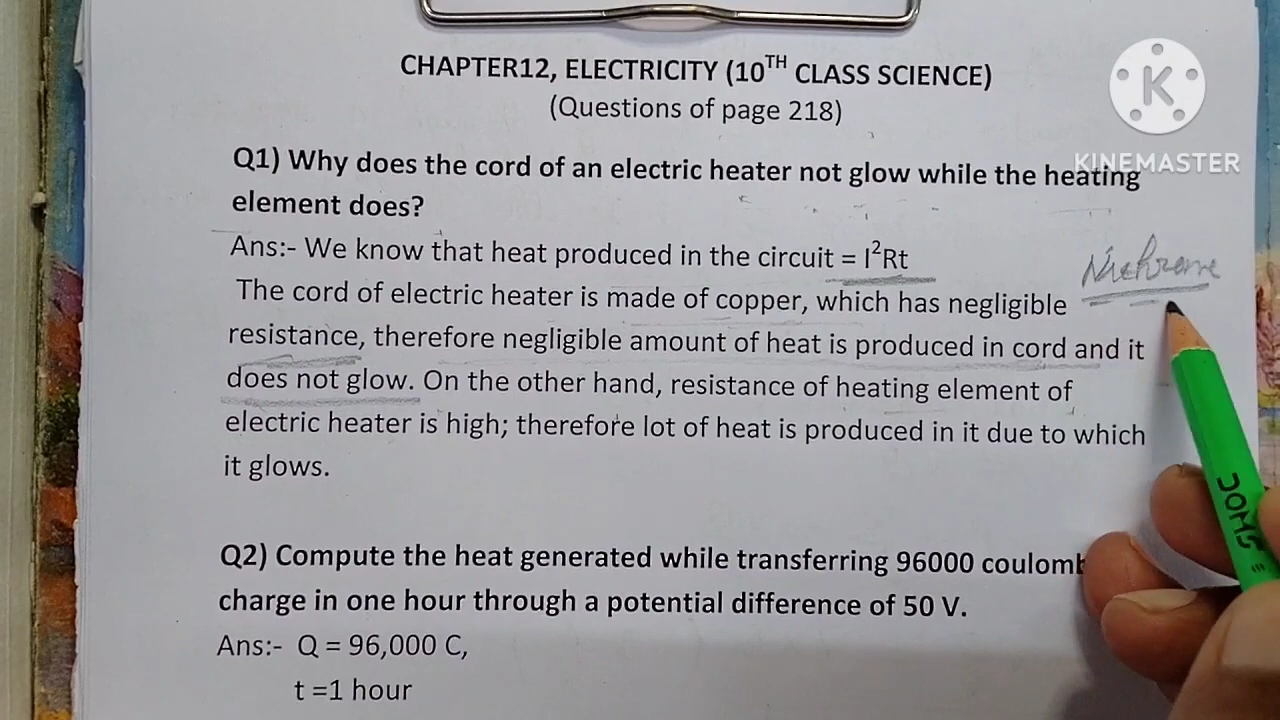 CHAPTER12, ELECTRICITY (10TH CLASS SCIENCE)
(Questions of page 218)
K
KINEMASTER
Q1) Why does the cord of an electric heater not glow while the heating
element does?
Ans:- We know that heat produced in the circuit = I²Rt
Nichrome
The cord of electric heater is made of copper, which has negligible
resistance, therefore negligible amount of heat is produced in cord and it
does not glow. On the other hand, resistance of heating element of
electric heater is high; therefore lot of heat is produced in it due to which
it glows.
Q2) Compute the heat generated while transferring 96000 coulomb
charge in one hour through a potential difference of 50 V.
Ans:- Q = 96,000 C,
t =1 hour
DOMS